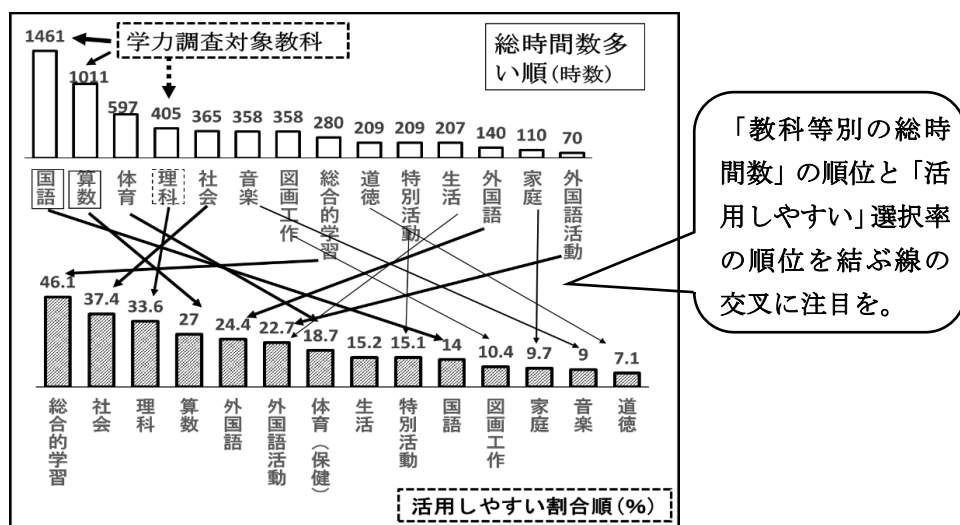 1461
学力調査対象教科
総時間数多
い順(時数)
1011
597
405
365
358
358
280
209
209
207
140
110
70
国語
算数
体育
理科
社会
音楽
図画工作
総合的学習
道徳
特別活動
生活
外国語
家庭
外国語活動
「教科等別の総時
間数」の順位と「活
用しやすい」選択率
の順位を結ぶ線の
交叉に注目を。
46.1
37.4
33.6
27
24.4
22.7
18.7
15.2
15.1
14
10.4
9.7
9
7.1
総合的学習
社会
理科
算数
外国語
外国語活動
体育(保健)
生活
特別活動
国語
図画工作
家庭
音楽
道徳
活用しやすい割合順(%)